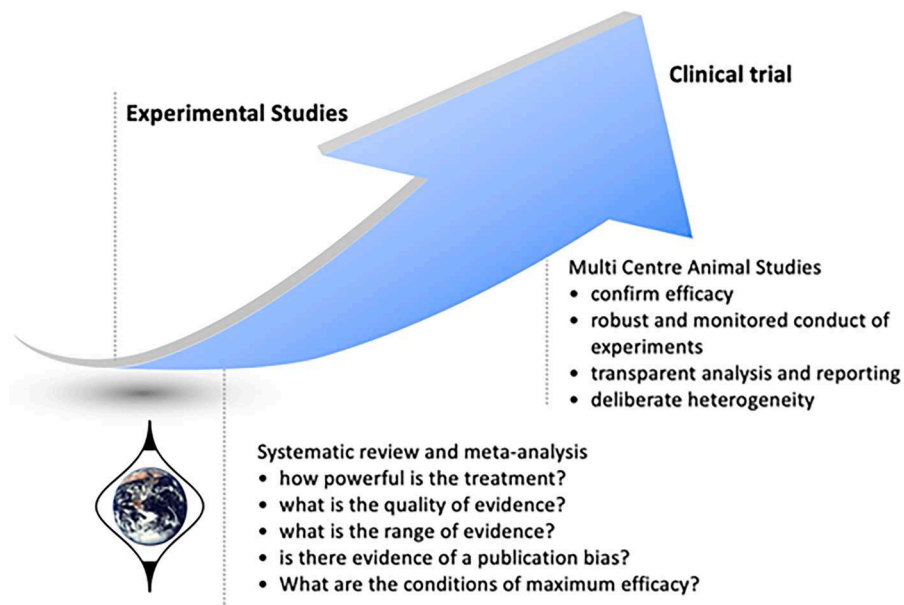 Clinical trial
Experimental Studies
Multi Centre Animal Studies
• confirm efficacy
• robust and monitored conduct of
experiments
• transparent analysis and reporting
• deliberate heterogeneity
Systematic review and meta-analysis
• how powerful is the treatment?
• what is the quality of evidence?
• what is the range of evidence?
• is there evidence of a publication bias?
• What are the conditions of maximum efficacy?